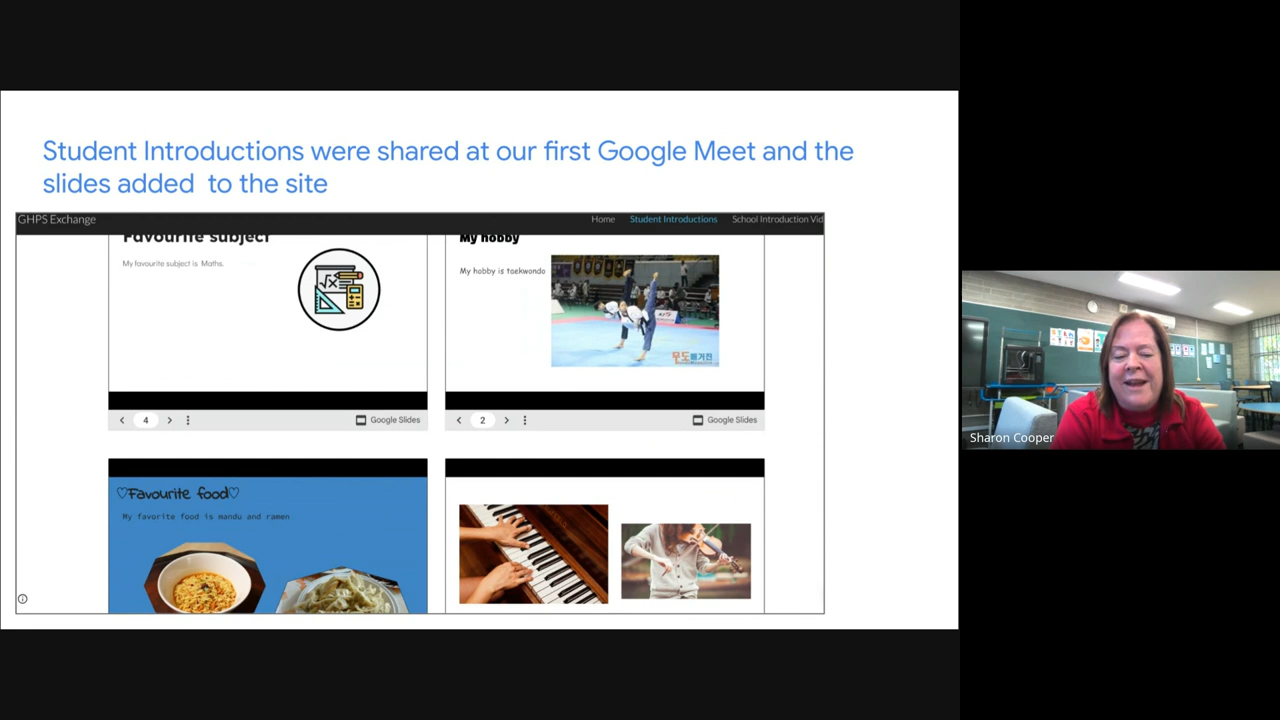 Student Introductions were shared at our first Google Meet and the
slides added to the site
GHPS Exchange
Home
Student Introductions
School Introduction Vid
Favourite subject
My favourite subject is Maths.
My hobby
My hobby is taekwondo
무도
4
Google Slides
2
Google Slides
♡Favourite food♡
My favorite food is mandu and ramen
Sharon Cooper